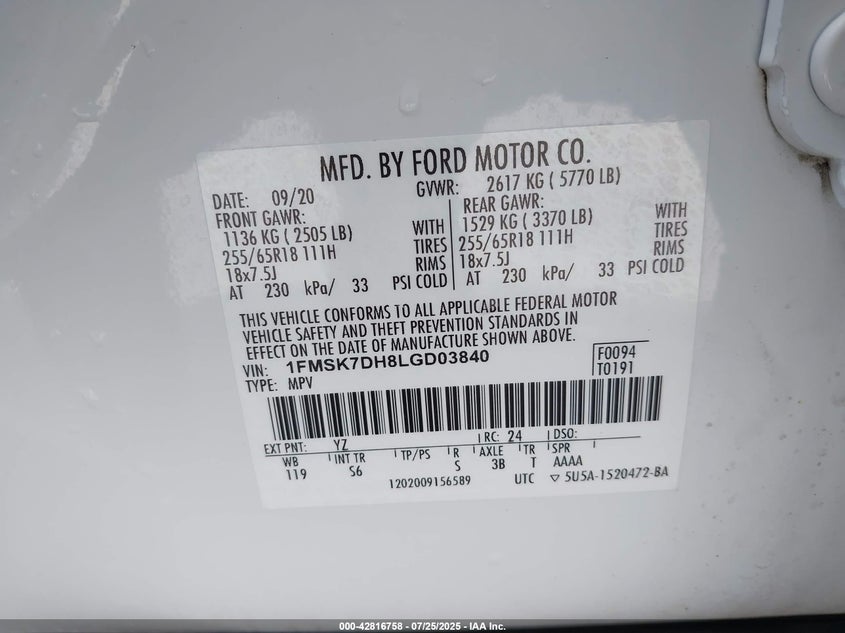 MFD. BY FORD MOTOR CO.
DATE: 09/20 GVWR: 2617 KG ( 5770 LB)
FRONT GAWR: REAR GAWR:
1136 KG ( 2505 LB) WITH 1529 KG ( 3370 LB) WITH
255/65R18 111H TIRES 255/65R18 111H TIRES
18x7.5J RIMS 18x7.5J RIMS
AT 230 kPa/ 33 PSI COLD AT 230 kPa/ 33 PSI COLD
THIS VEHICLE CONFORMS TO ALL APPLICABLE FEDERAL MOTOR
VEHICLE SAFETY AND THEFT PREVENTION STANDARDS IN
EFFECT ON THE DATE OF MANUFACTURE SHOWN ABOVE.
VIN: 1FMSK7DH8LGD03840 F0094
TYPE: MPV T0191
EXT PNT: YZ RC: 24 DSO:
WB INT TR TP/PS R AXLE TR SPR
119 S6 S 3B T AAAA
1202009156589 UTC ▽ 5U5A-1520472-BA
000-42816758 - 07/25/2025 - IAA Inc.